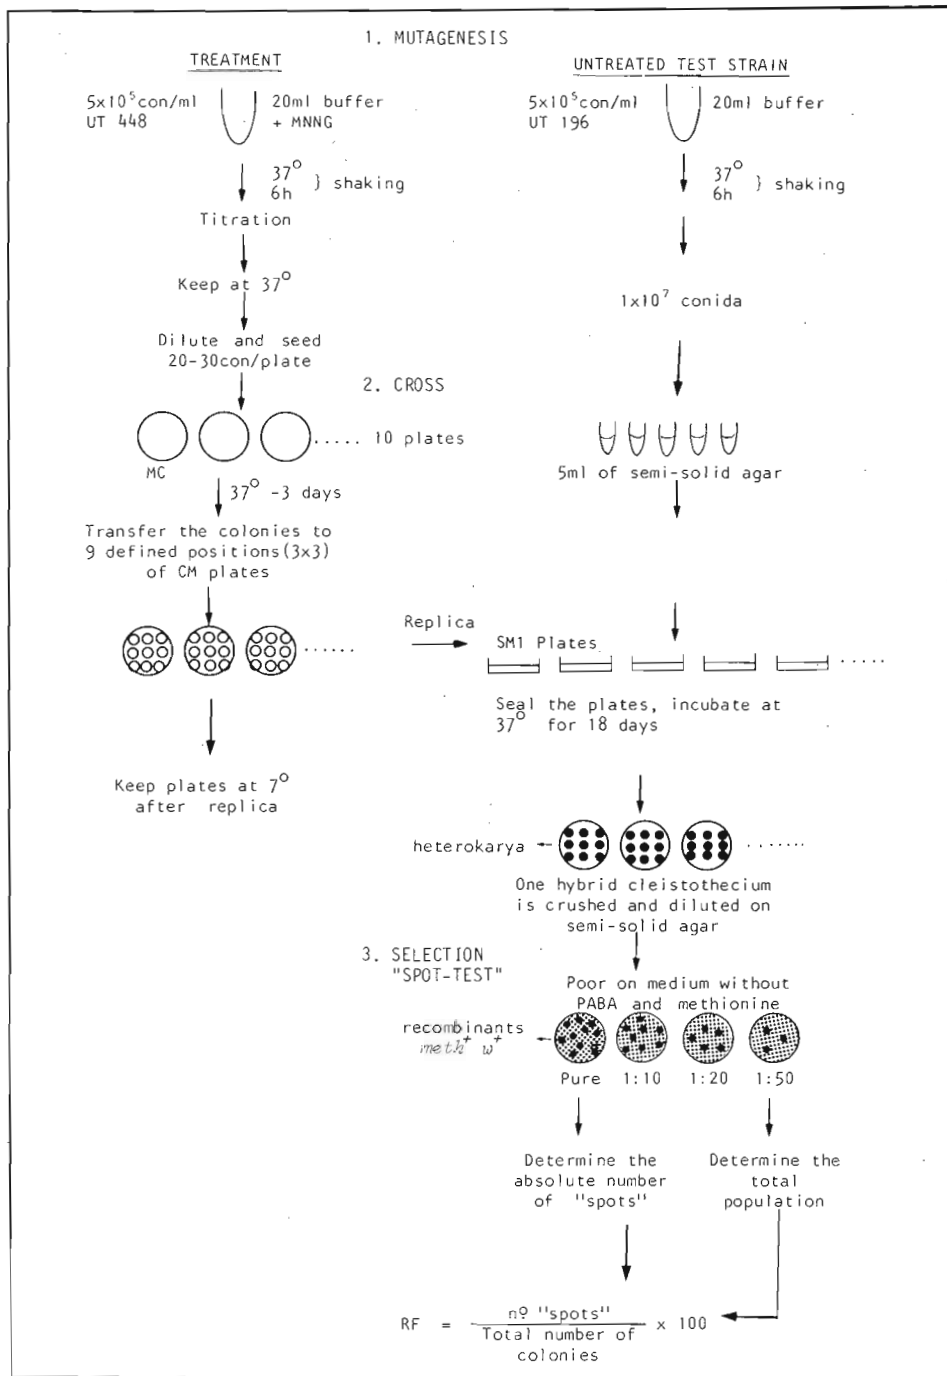 1. MUTAGENESIS
TREATMENT
5x10⁵con/ml
UT 448
20ml buffer
+ MNNG
37°
6h } shaking
Titration
Keep at 37°
Dilute and seed
20-30con/plate
UNTREATED TEST STRAIN
5x10⁵con/ml
UT 196
20ml buffer
37°
6h } shaking
1x10⁷ conida
2. CROSS
..... 10 plates
MC
37° -3 days
Transfer the colonies to
9 defined positions(3x3)
of CM plates
......
Keep plates at 7°
after replica
5ml of semi-solid agar
Replica
SM1 Plates
.....
Seal the plates, incubate at
37° for 18 days
heterokarya
.......
One hybrid cleistothecium
is crushed and diluted on
semi-solid agar
3. SELECTION
"SPOT-TEST"
Poor on medium without
PABA and methionine
recombinants
meth⁺ w⁺
Pure 1:10 1:20 1:50
Determine the
absolute number
of "spots"
Determine the
total
population
RF = nº "spots" x 100
Total number of
colonies